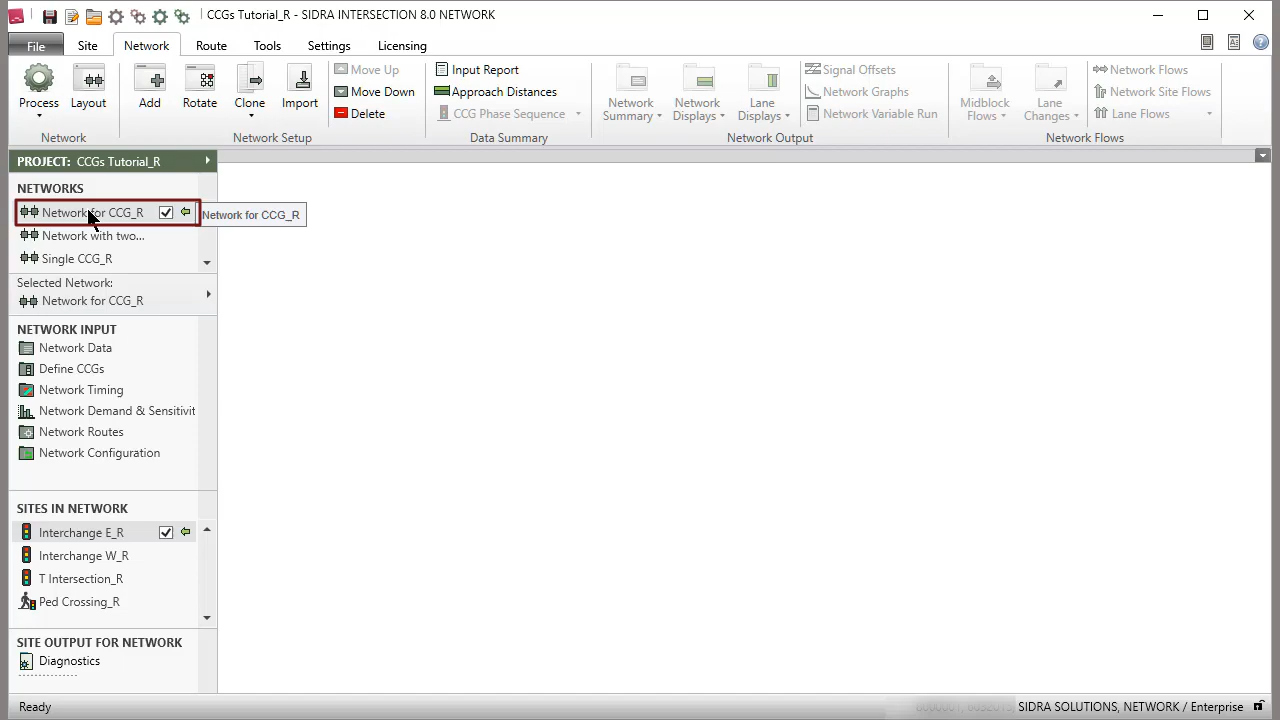 CCGs Tutorial_R - SIDRA INTERSECTION 8.0 NETWORK
File Site Network Route Tools Settings Licensing
Process Layout Add Rotate Clone Import
Move Up
Move Down
Delete
Input Report
Approach Distances
CCG Phase Sequence
Network Summary
Network Displays
Lane Displays
Signal Offsets
Network Graphs
Network Variable Run
Midblock Flows
Lane Changes
Network Flows
Network Site Flows
Lane Flows
Network Network Setup Data Summary Network Output Network Flows
PROJECT: CCGs Tutorial_R
NETWORKS
Network for CCG_R
Network for CCG_R
Network with two...
Single CCG_R
Selected Network:
Network for CCG_R
NETWORK INPUT
Network Data
Define CCGs
Network Timing
Network Demand & Sensitivit
Network Routes
Network Configuration
SITES IN NETWORK
Interchange E_R
Interchange W_R
T Intersection_R
Ped Crossing_R
SITE OUTPUT FOR NETWORK
Diagnostics
Ready
SIDRA SOLUTIONS, NETWORK / Enterprise